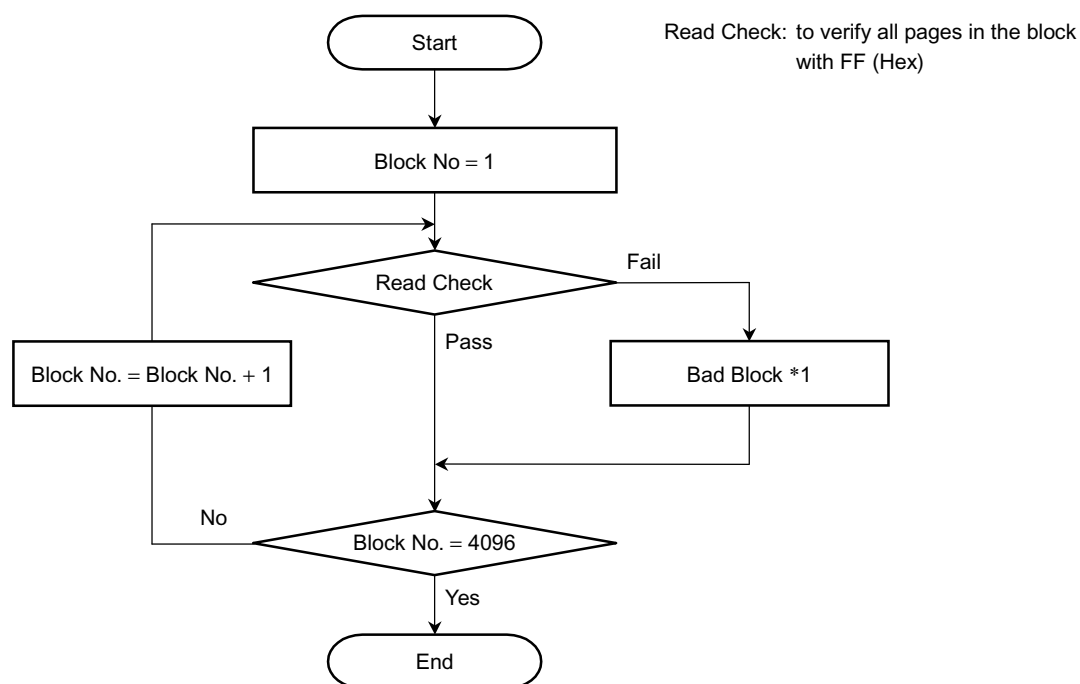 Start
Read Check: to verify all pages in the block
with FF (Hex)
Block No = 1
Read Check
Fail
Pass
Block No. = Block No. + 1
Bad Block *1
No
Block No. = 4096
Yes
End